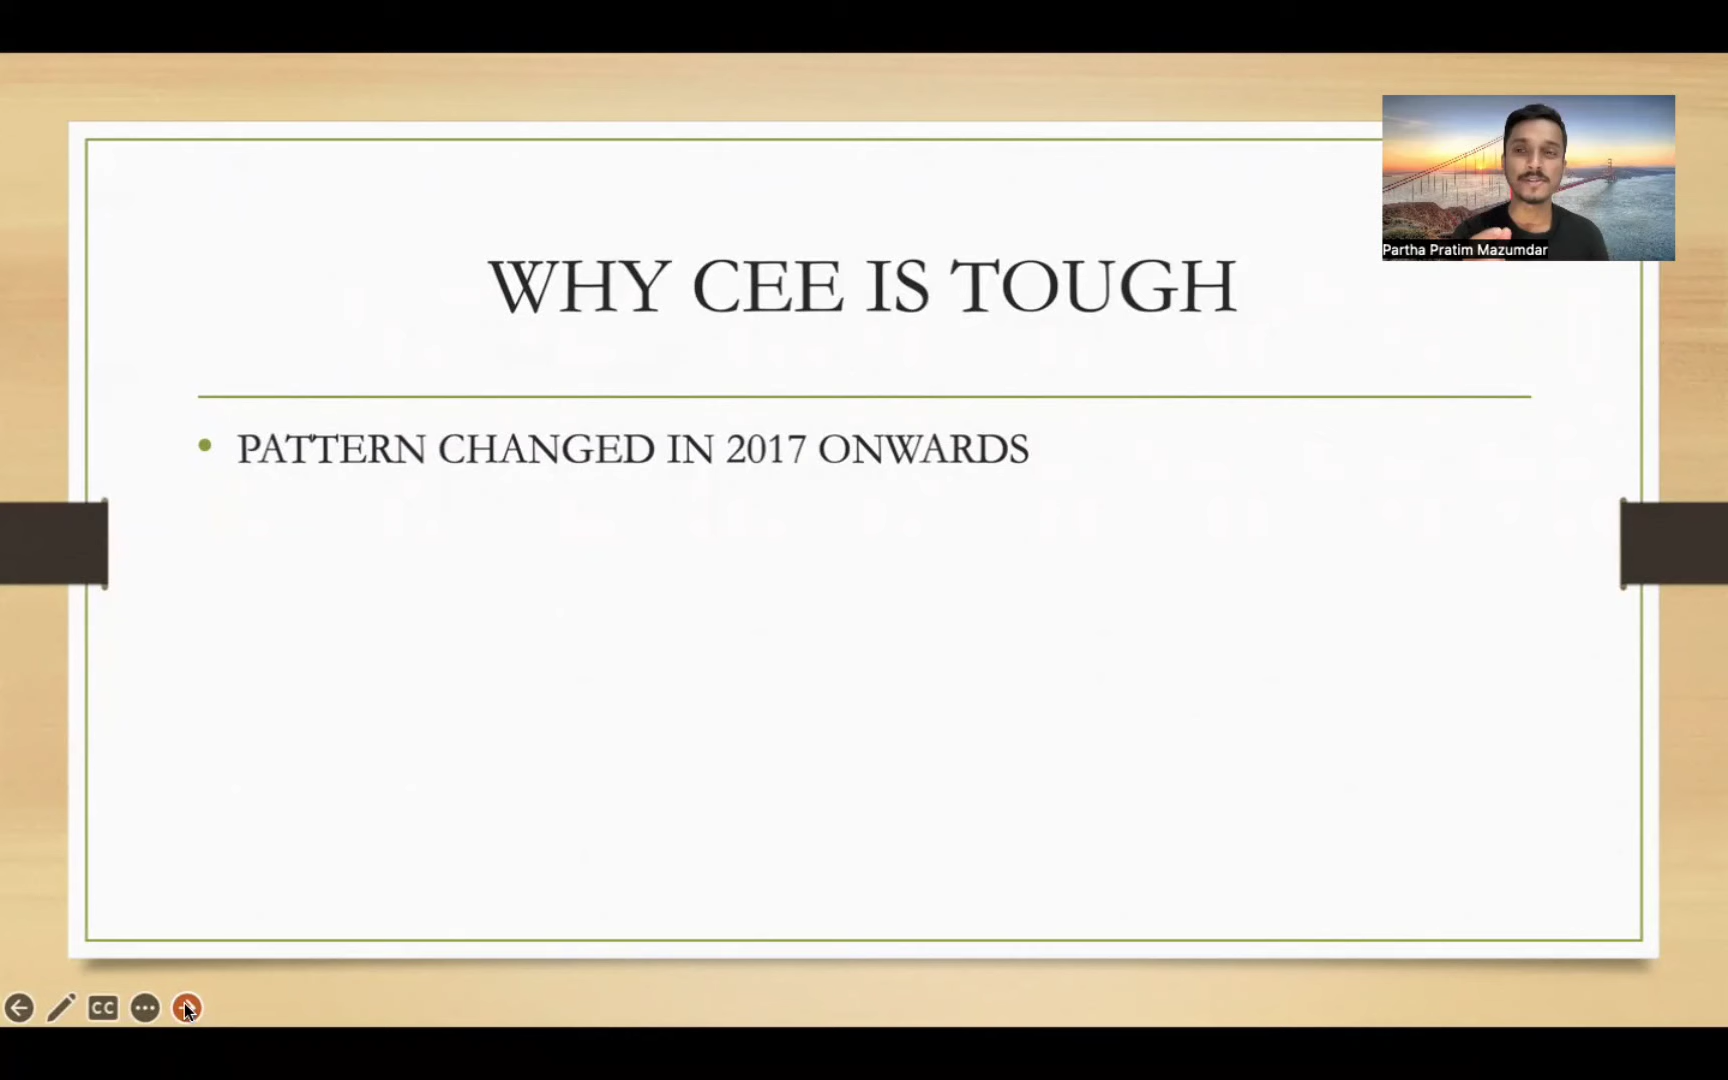 Partha Pratim Mazumdar
WHY CEE IS TOUGH
• PATTERN CHANGED IN 2017 ONWARDS
CC